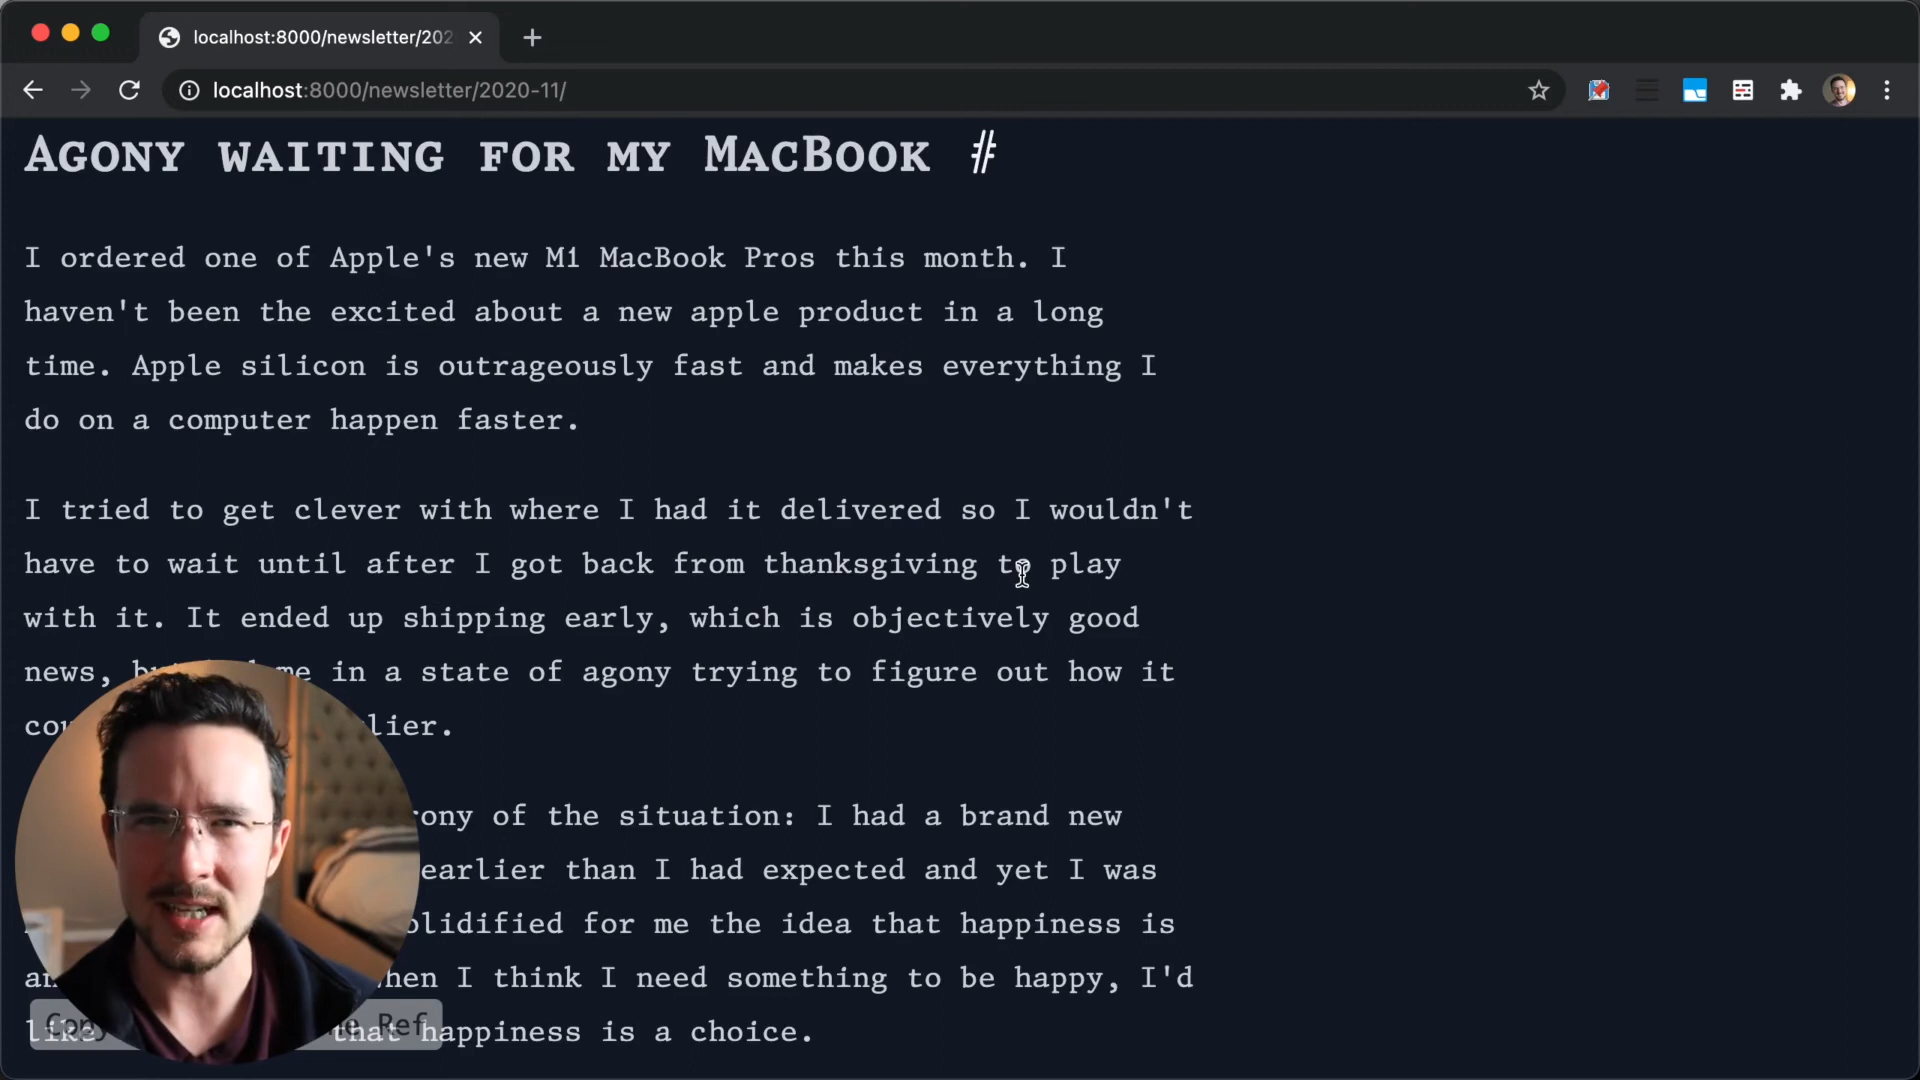 localhost:8000/newsletter/202
localhost:8000/newsletter/2020-11/
Agony waiting for my MacBook #
I ordered one of Apple's new M1 MacBook Pros this month. I
haven't been the excited about a new apple product in a long
time. Apple silicon is outrageously fast and makes everything I
do on a computer happen faster.
I tried to get clever with where I had it delivered so I wouldn't
have to wait until after I got back from thanksgiving to play
with it. It ended up shipping early, which is objectively good
news, in a state of agony trying to figure out how it
of the situation: I had a brand new
earlier than I had expected and yet I was
for me the idea that happiness is
I think I need something to be happy, I'd
like that happiness is a choice.
Ref